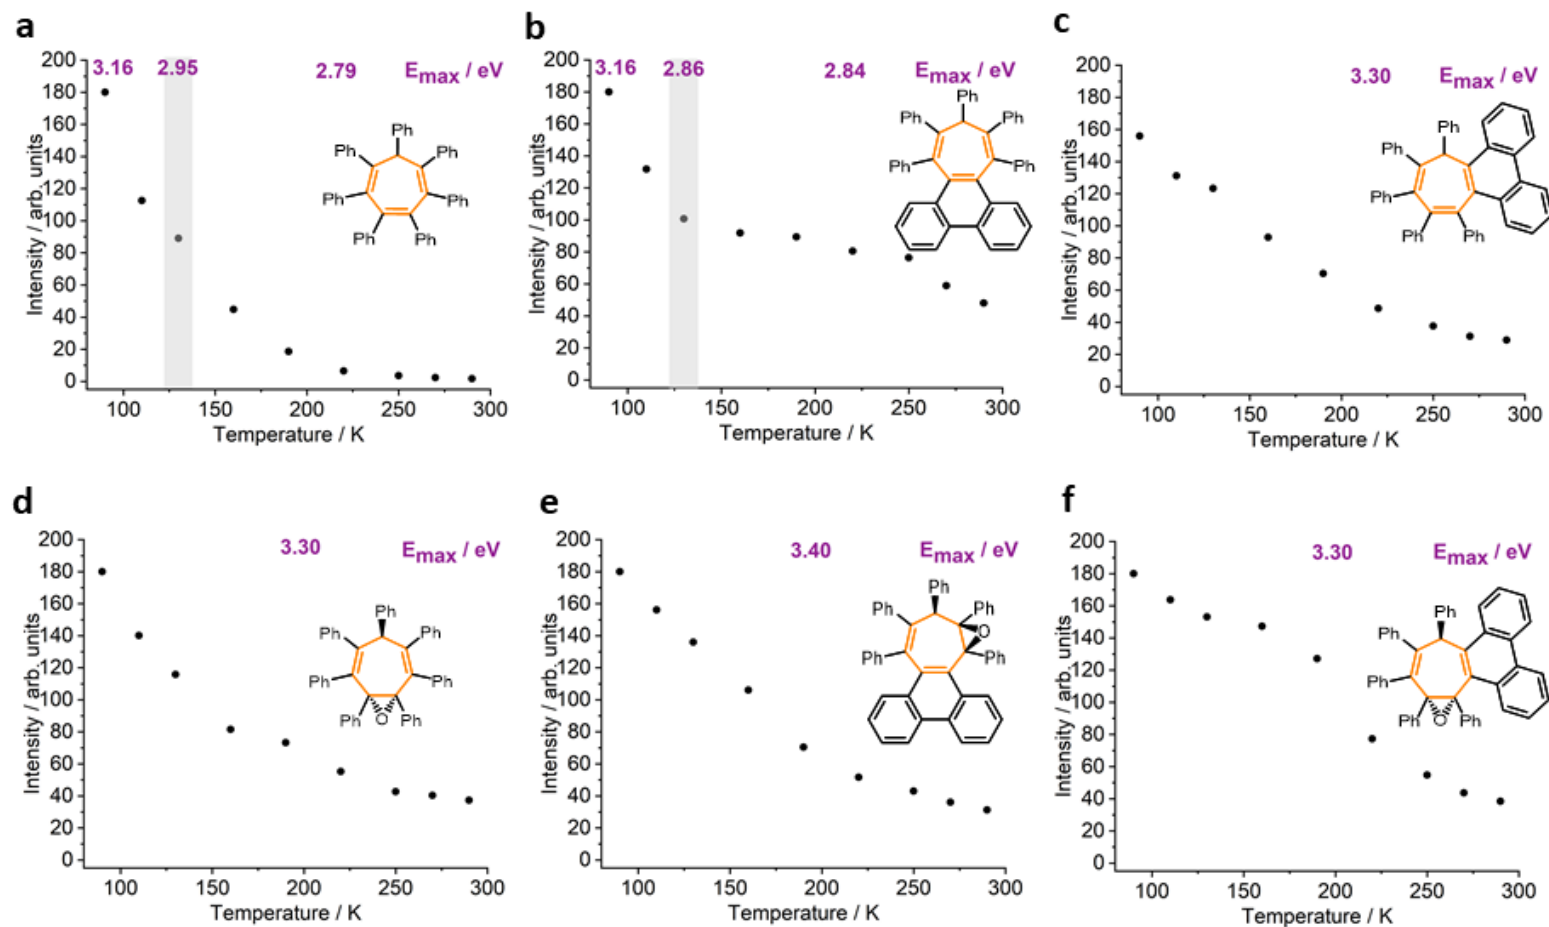 a
3.16 2.95 2.79 Emax / eV
200
180
160
140
120
100
80
60
40
20
0
Intensity / arb. units
Ph
Ph Ph
Ph Ph
Ph Ph
100 150 200 250 300
Temperature / K
b
3.16 2.86 2.84 Emax / eV
200
180
160
140
120
100
80
60
40
20
0
Intensity / arb. units
Ph
Ph Ph
Ph Ph
100 150 200 250 300
Temperature / K
c
3.30 Emax / eV
200
180
160
140
120
100
80
60
40
20
0
Intensity / arb. units
Ph
Ph
Ph
Ph Ph
100 150 200 250 300
Temperature / K
d
3.30 Emax / eV
200
180
160
140
120
100
80
60
40
20
0
Intensity / arb. units
Ph
Ph Ph
Ph Ph
Ph O Ph
100 150 200 250 300
Temperature / K
e
3.40 Emax / eV
200
180
160
140
120
100
80
60
40
20
0
Intensity / arb. units
Ph
Ph Ph
O
Ph Ph
100 150 200 250 300
Temperature / K
f
3.30 Emax / eV
200
180
160
140
120
100
80
60
40
20
0
Intensity / arb. units
Ph
Ph
Ph
Ph O Ph
100 150 200 250 300
Temperature / K